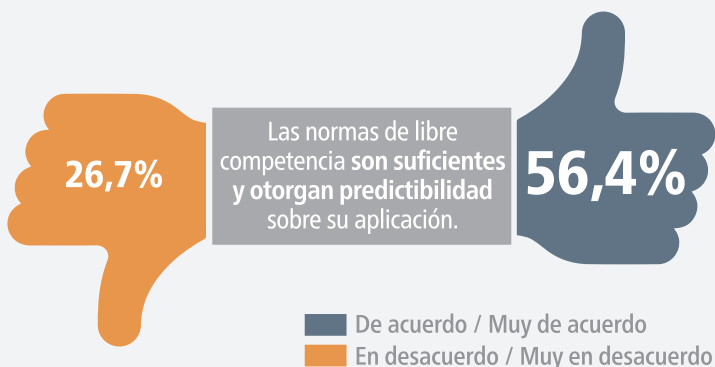 26,7%
Las normas de libre
competencia son suficientes
y otorgan predictibilidad
sobre su aplicación.
56,4%
De acuerdo / Muy de acuerdo
En desacuerdo / Muy en desacuerdo